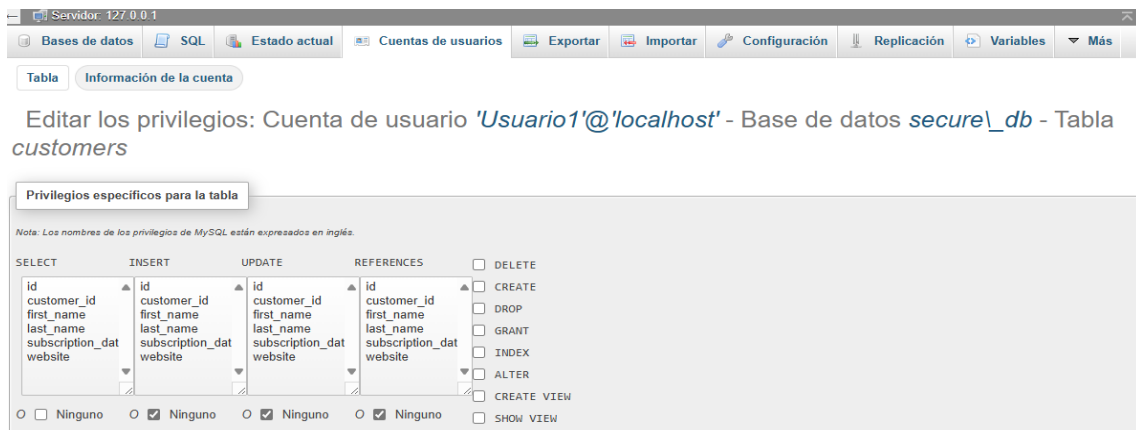 Servidor: 127.0.0.1
Bases de datos SQL Estado actual Cuentas de usuarios Exportar Importar Configuración Replicación Variables Más
Tabla Información de la cuenta
Editar los privilegios: Cuenta de usuario 'Usuario1'@'localhost' - Base de datos secure\_db - Tabla
customers
Privilegios específicos para la tabla
Nota: Los nombres de los privilegios de MySQL están expresados en inglés.
SELECT INSERT UPDATE REFERENCES
id id id id
customer_id customer_id customer_id customer_id
first_name first_name first_name first_name
last_name last_name last_name last_name
subscription_dat subscription_dat subscription_dat subscription_dat
website website website website
O Ninguno O Ninguno O Ninguno O Ninguno
DELETE
CREATE
DROP
GRANT
INDEX
ALTER
CREATE VIEW
SHOW VIEW